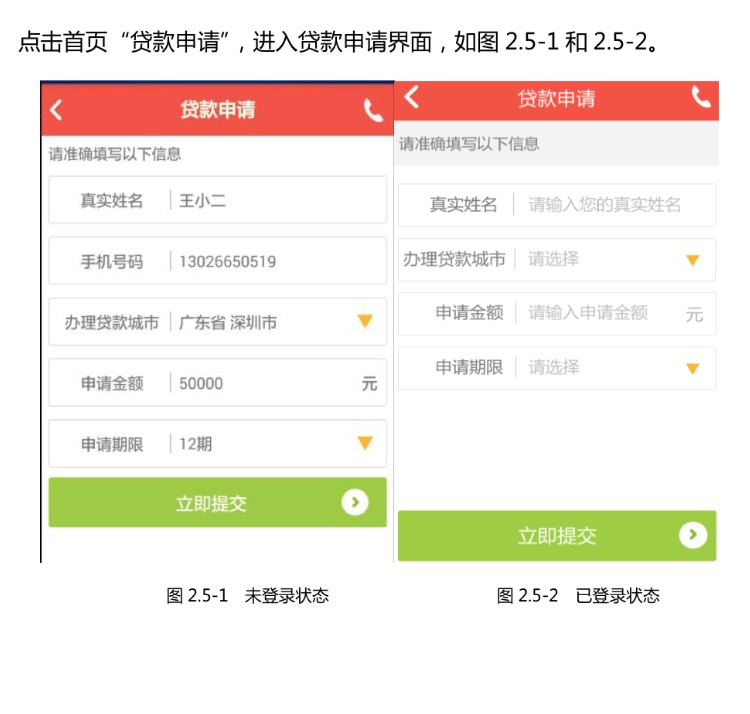 点击首页“贷款申请”，进入贷款申请界面，如图 2.5-1 和 2.5-2。
贷款申请
请准确填写以下信息
真实姓名 王小二
手机号码 13026650519
办理贷款城市 广东省 深圳市
申请金额 50000 元
申请期限 12期
立即提交
贷款申请
请准确填写以下信息
真实姓名 请输入您的真实姓名
办理贷款城市 请选择
申请金额 请输入申请金额 元
申请期限 请选择
立即提交
图 2.5-1 未登录状态
图 2.5-2 已登录状态